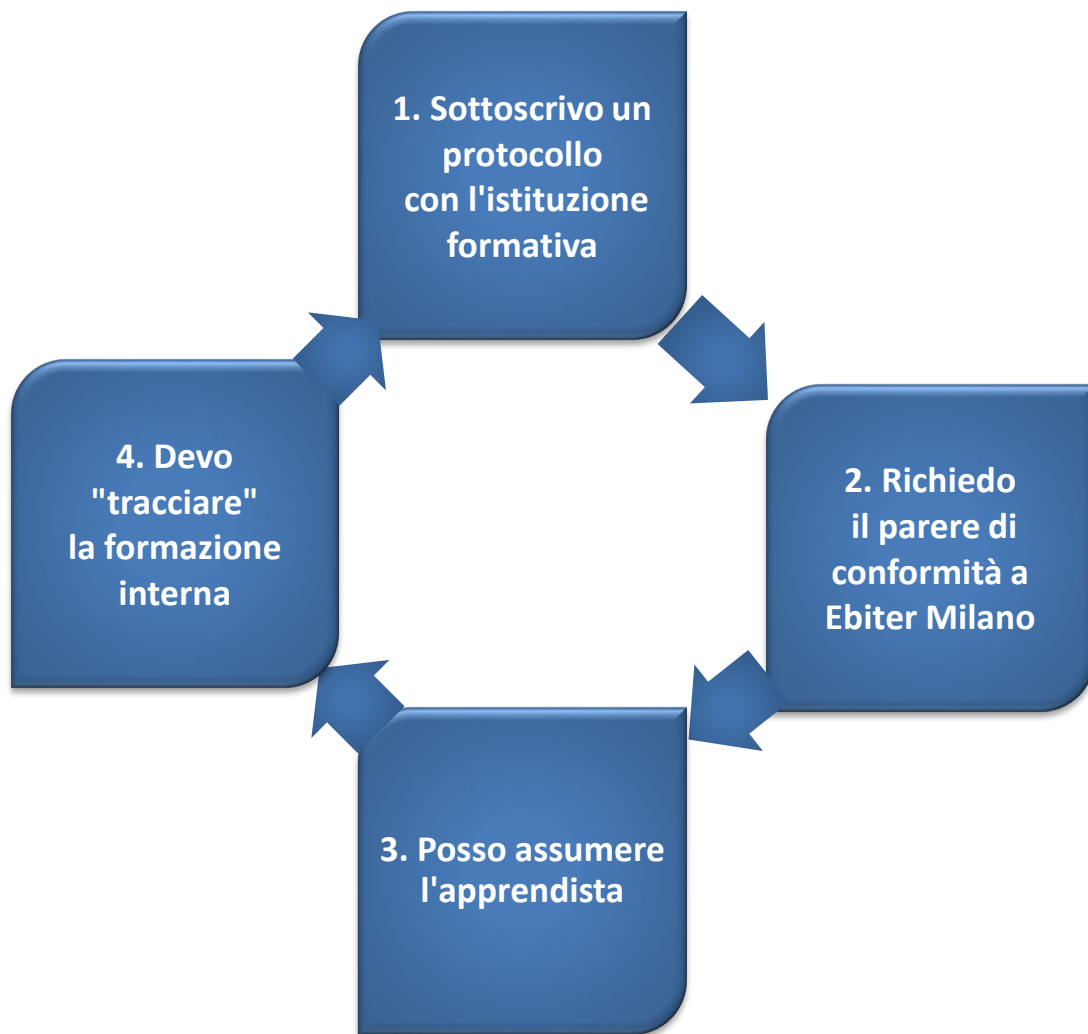 1. Sottoscrivo un
protocollo
con l'istituzione
formativa
2. Richiedo
il parere di
conformità a
Ebiter Milano
3. Posso assumere
l'apprendista
4. Devo
"tracciare"
la formazione
interna